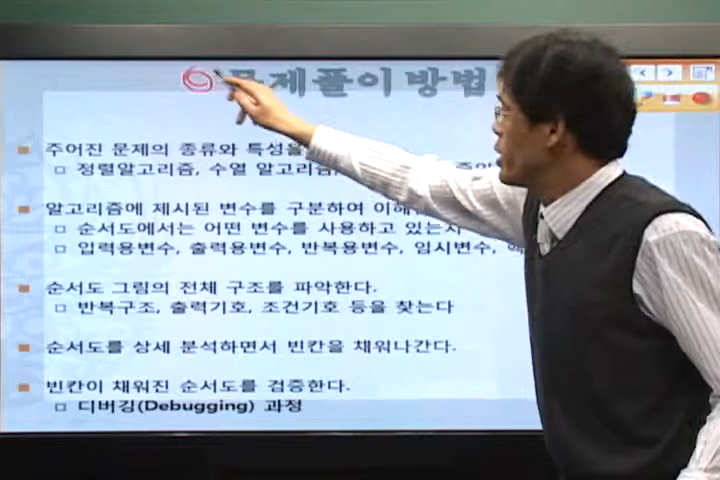 문제풀이 방법
주어진 문제의 종류와 특성을
정렬알고리즘, 수열 알고리즘
알고리즘에 제시된 변수를 구분하여
순서도에서는 어떤 변수를 사용하고 있는지
입력용변수, 출력용변수, 반복용변수, 임시변수,
순서도 그림의 전체 구조를 파악한다.
반복구조, 출력기호, 조건기호 등을 찾는다
순서도를 상세 분석하면서 빈칸을 채워나간다.
빈칸이 채워진 순서도를 검증한다.
디버깅(Debugging) 과정